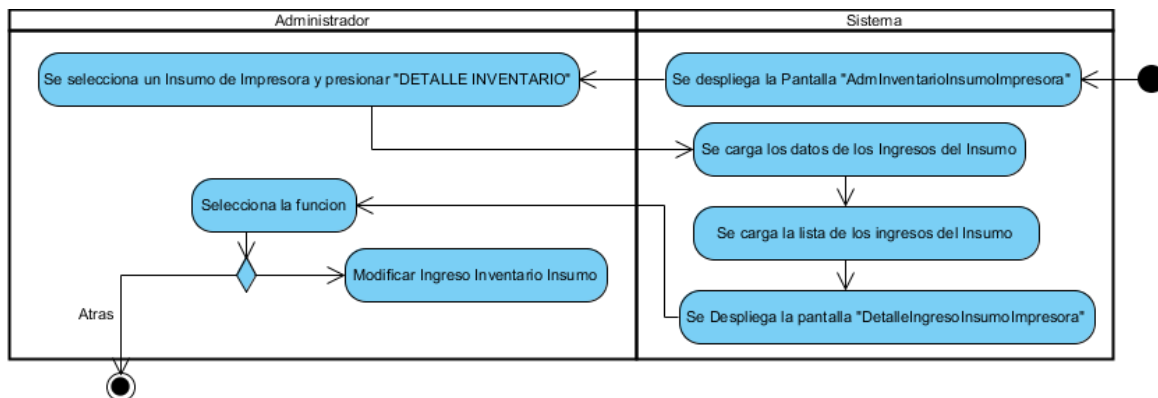 Administrador
Sistema
Se selecciona un Insumo de Impresora y presionar "DETALLE INVENTARIO"
Se despliega la Pantalla "AdmInventarioInsumoImpresora"
Se carga los datos de los Ingresos del Insumo
Selecciona la funcion
Se carga la lista de los ingresos del Insumo
Modificar Ingreso Inventario Insumo
Atras
Se Despliega la pantalla "DetalleIngresoInsumoImpresora"